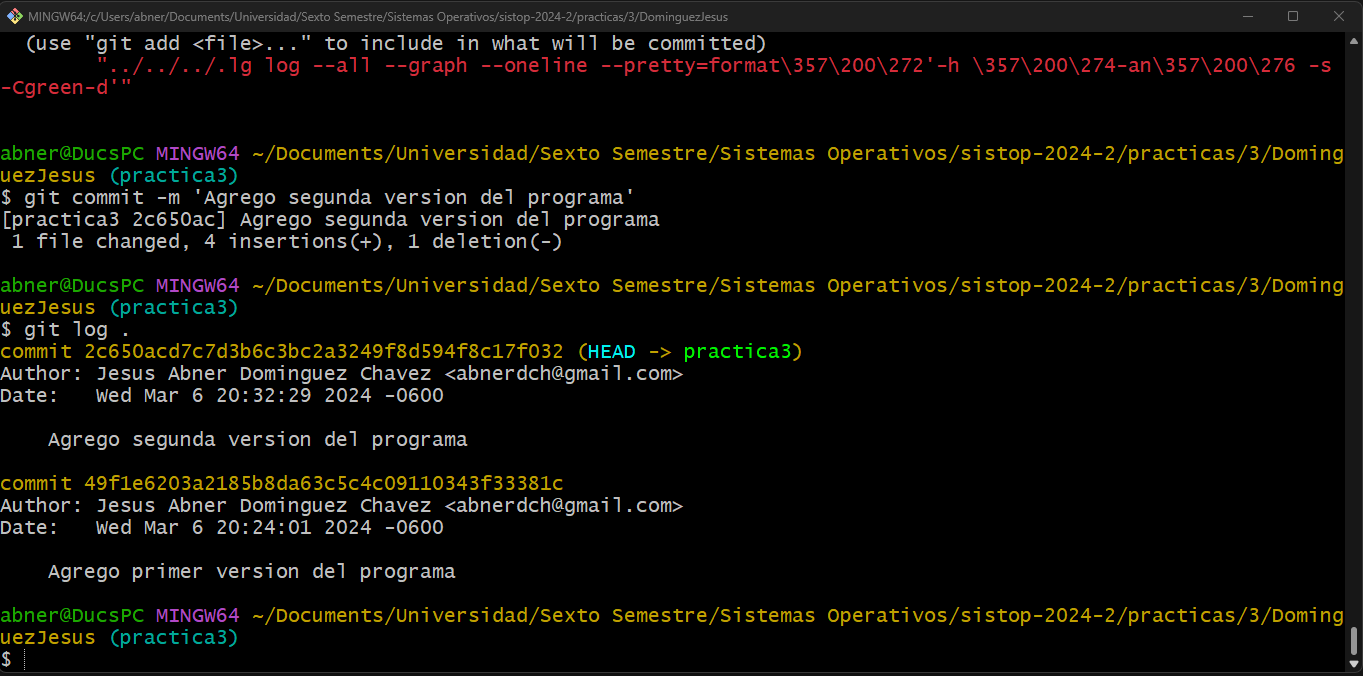 MINGW64:/c/Users/abner/Documents/Universidad/Sexto Semestre/Sistemas Operativos/sistop-2024-2/practicas/3/DominguezJesus
(use "git add <file>..." to include in what will be committed)
"../../../.lg log --all --graph --oneline --pretty=format\357\200\272'-h \357\200\274-an\357\200\276 -s
-Cgreen-d'"
abner@DucsPC MINGW64 ~/Documents/Universidad/Sexto Semestre/Sistemas Operativos/sistop-2024-2/practicas/3/Doming
uezJesus (practica3)
$ git commit -m 'Agrego segunda version del programa'
[practica3 2c650ac] Agrego segunda version del programa
1 file changed, 4 insertions(+), 1 deletion(-)
abner@DucsPC MINGW64 ~/Documents/Universidad/Sexto Semestre/Sistemas Operativos/sistop-2024-2/practicas/3/Doming
uezJesus (practica3)
$ git log .
commit 2c650acd7c7d3b6c3bc2a3249f8d594f8c17f032 (HEAD -> practica3)
Author: Jesus Abner Dominguez Chavez <abnerdch@gmail.com>
Date:   Wed Mar 6 20:32:29 2024 -0600
Agrego segunda version del programa
commit 49f1e6203a2185b8da63c5c4c09110343f33381c
Author: Jesus Abner Dominguez Chavez <abnerdch@gmail.com>
Date:   Wed Mar 6 20:24:01 2024 -0600
Agrego primer version del programa
abner@DucsPC MINGW64 ~/Documents/Universidad/Sexto Semestre/Sistemas Operativos/sistop-2024-2/practicas/3/Doming
uezJesus (practica3)
$